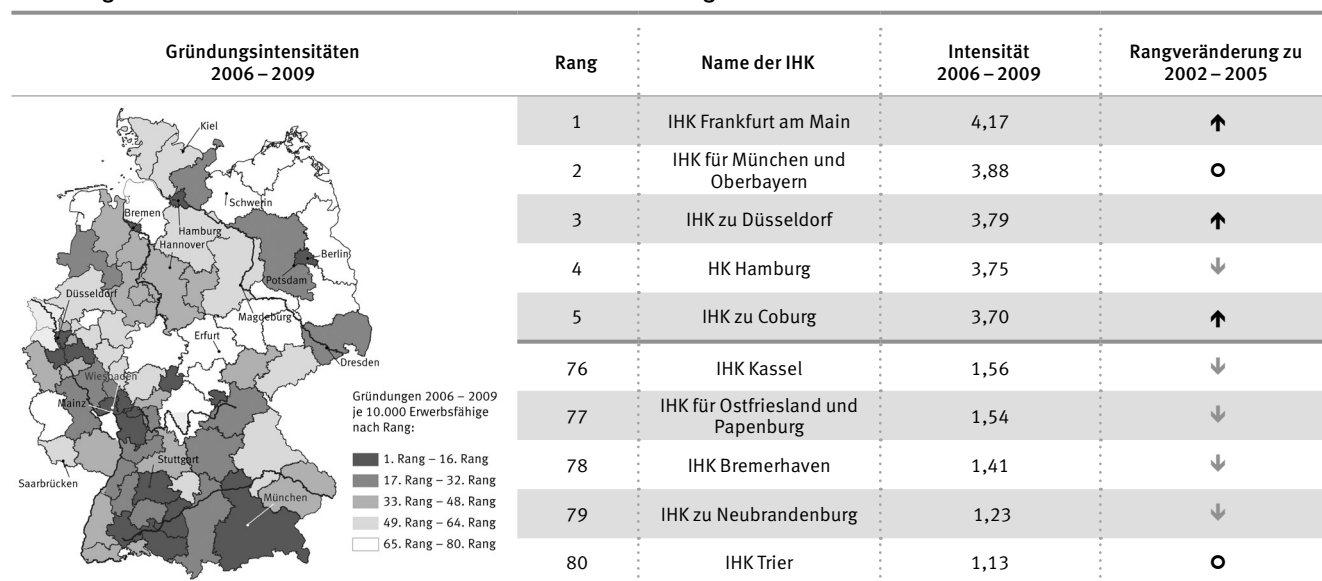 Gründungsintensitäten
2006 – 2009
Rang
Name der IHK
Intensität
2006 – 2009
Rangveränderung zu
2002 – 2005
1 IHK Frankfurt am Main 4,17 ↑
2 IHK für München und
Oberbayern 3,88 O
3 IHK zu Düsseldorf 3,79 ↑
4 HK Hamburg 3,75 ↓
5 IHK zu Coburg 3,70 ↑
76 IHK Kassel 1,56 ↓
77 IHK für Ostfriesland und
Papenburg 1,54 ↓
78 IHK Bremerhaven 1,41 ↓
79 IHK zu Neubrandenburg 1,23 ↓
80 IHK Trier 1,13 O
Kiel
Schwerin
Bremen
Hamburg
Hannover
Berlin
Potsdam
Düsseldorf
Magdeburg
Erfurt
Dresden
Wiesbaden
Mainz
Stuttgart
Saarbrücken
München
Gründungen 2006 – 2009
je 10.000 Erwerbsfähige
nach Rang:
1. Rang – 16. Rang
17. Rang – 32. Rang
33. Rang – 48. Rang
49. Rang – 64. Rang
65. Rang – 80. Rang